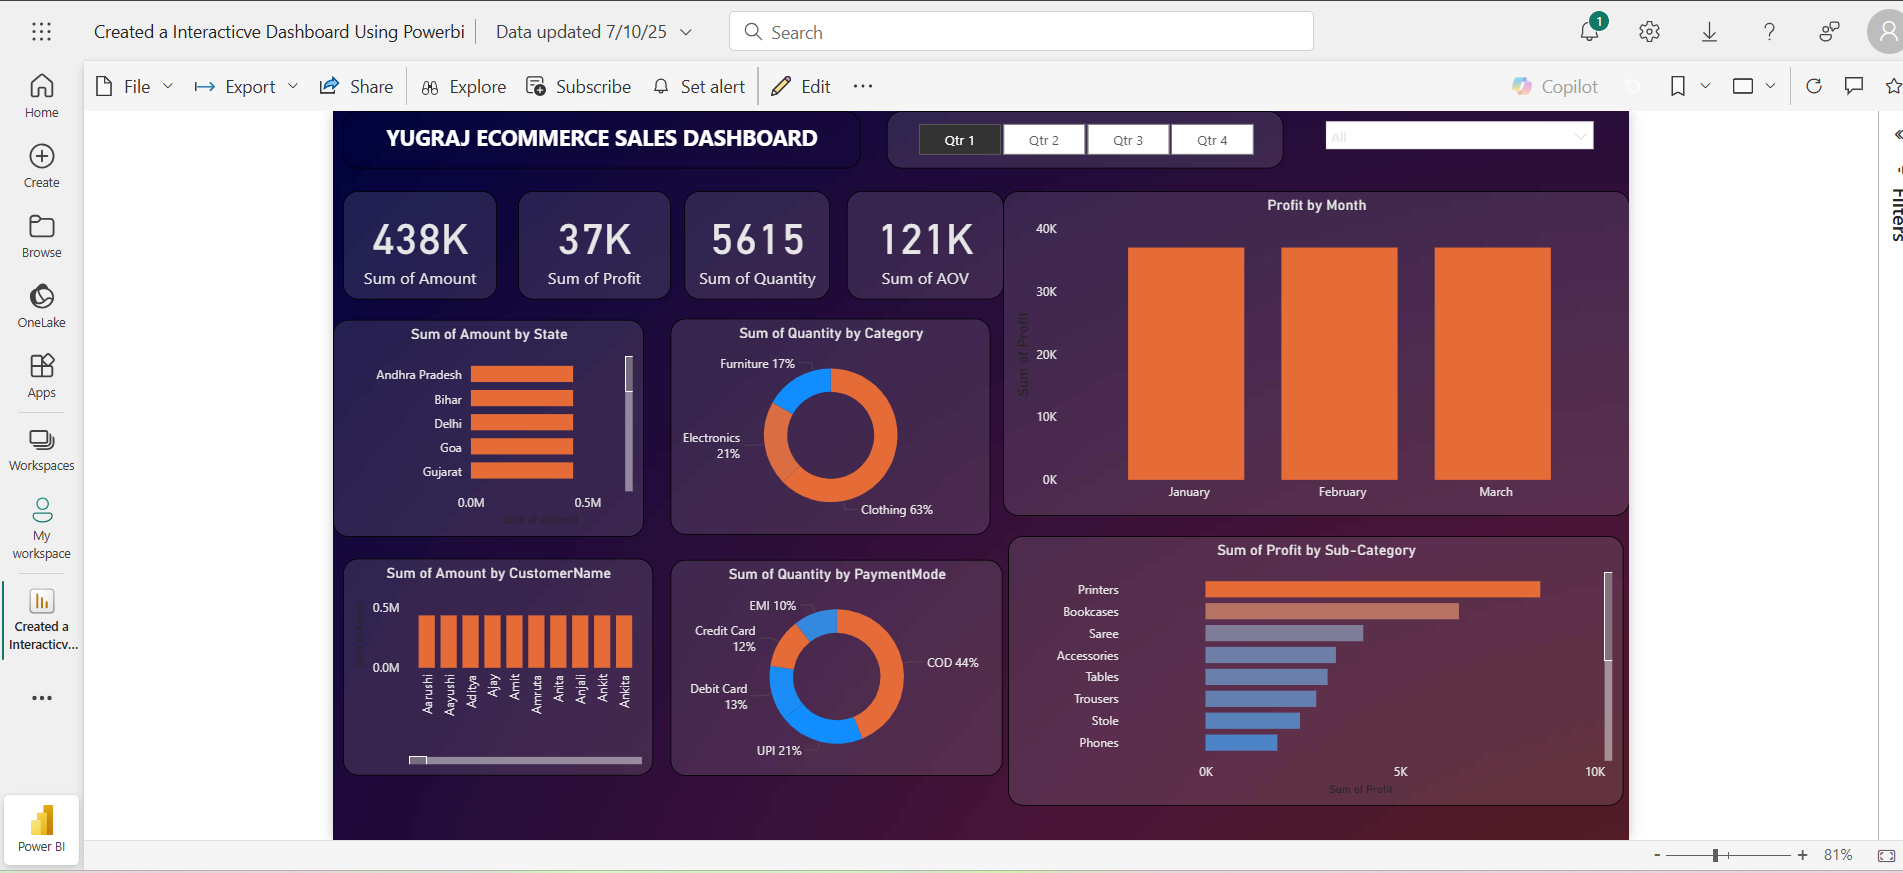 Created a Interacticve Dashboard Using Powerbi
Data updated 7/10/25
Search
1
File
Export
Share
Explore
Subscribe
Set alert
Edit
Copilot
Home
Create
Browse
OneLake
Apps
Workspaces
My
workspace
Created a
Interacticv...
Power BI
Filters
YUGRAJ ECOMMERCE SALES DASHBOARD
Qtr 1
Qtr 2
Qtr 3
Qtr 4
All
438K
Sum of Amount
37K
Sum of Profit
5615
Sum of Quantity
121K
Sum of AOV
Profit by Month
40K
30K
20K
10K
0K
Sum of Profit
January
February
March
Sum of Amount by State
Andhra Pradesh
Bihar
Delhi
Goa
Gujarat
0.0M
0.5M
Sum of Amount
Sum of Quantity by Category
Furniture 17%
Electronics
21%
Clothing 63%
Sum of Amount by CustomerName
0.5M
0.0M
Sum of Amount
Aarushi
Aayushi
Aditya
Ajay
Amit
Amruta
Anita
Anjali
Ankit
Ankita
Sum of Quantity by PaymentMode
EMI 10%
Credit Card
12%
Debit Card
13%
UPI 21%
COD 44%
Sum of Profit by Sub-Category
Printers
Bookcases
Saree
Accessories
Tables
Trousers
Stole
Phones
0K
5K
10K
Sum of Profit
81%